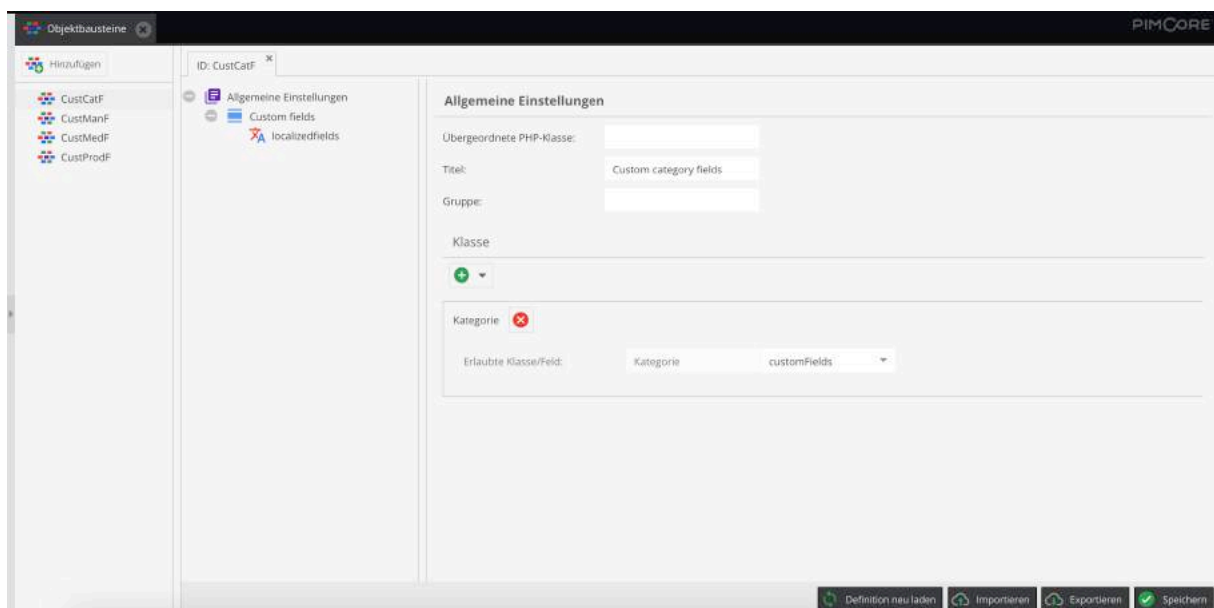 Objektbausteine
PIMCORE
Hinzufügen
ID: CustCatF
CustCatF
CustManF
CustMedF
CustProdF
Allgemeine Einstellungen
Custom fields
localizedfields
Allgemeine Einstellungen
Übergeordnete PHP-Klasse:
Titel: Custom category fields
Gruppe:
Klasse
Kategorie
Erlaubte Klasse/Feld: Kategorie customFields
Definition neu laden Importieren Exportieren Speichern